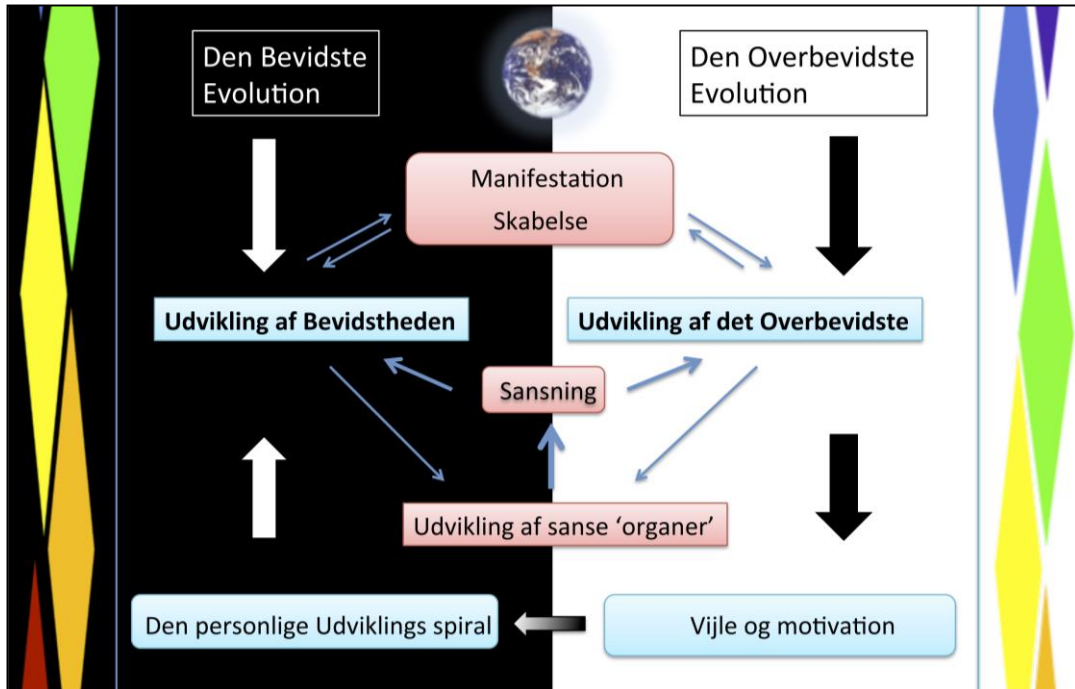 Den Bevidste
Evolution
Den Overbevidste
Evolution
Manifestation
Skabelse
Udvikling af Bevidstheden
Udvikling af det Overbevidste
Sansning
Udvikling af sanse ‘organer’
Den personlige Udviklings spiral
Vijle og motivation